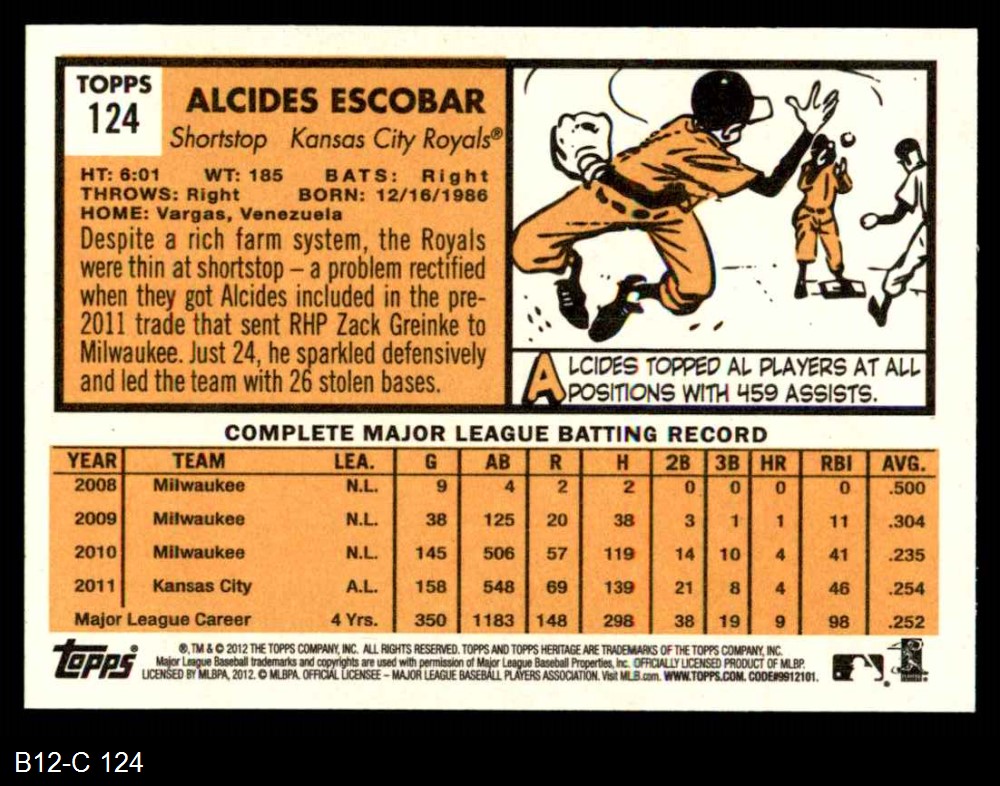 TOPPS
124
ALCIDES ESCOBAR
Shortstop Kansas City Royals®
HT: 6:01 WT: 185 BATS: Right
THROWS: Right BORN: 12/16/1986
HOME: Vargas, Venezuela
Despite a rich farm system, the Royals
were thin at shortstop – a problem rectified
when they got Alcides included in the pre-
2011 trade that sent RHP Zack Greinke to
Milwaukee. Just 24, he sparkled defensively
and led the team with 26 stolen bases.
ALCIDES TOPPED AL PLAYERS AT ALL
POSITIONS WITH 459 ASSISTS.
COMPLETE MAJOR LEAGUE BATTING RECORD
YEAR TEAM LEA. G AB R H 2B 3B HR RBI AVG.
2008 Milwaukee N.L. 9 4 2 2 0 0 0 0 .500
2009 Milwaukee N.L. 38 125 20 38 3 1 1 11 .304
2010 Milwaukee N.L. 145 506 57 119 14 10 4 41 .235
2011 Kansas City A.L. 158 548 69 139 21 8 4 46 .254
Major League Career 4 Yrs. 350 1183 148 298 38 19 9 98 .252
Topps
®, TM & © 2012 THE TOPPS COMPANY, INC. ALL RIGHTS RESERVED. TOPPS AND TOPPS HERITAGE ARE TRADEMARKS OF THE TOPPS COMPANY, INC.
Major League Baseball trademarks and copyrights are used with permission of Major League Baseball Properties, Inc. OFFICIALLY LICENSED PRODUCT OF MLBP.
LICENSED BY MLBPA, 2012. © MLBPA. OFFICIAL LICENSEE – MAJOR LEAGUE BASEBALL PLAYERS ASSOCIATION. Visit MLB.com. WWW.TOPPS.COM. CODE#9912101.
B12-C 124